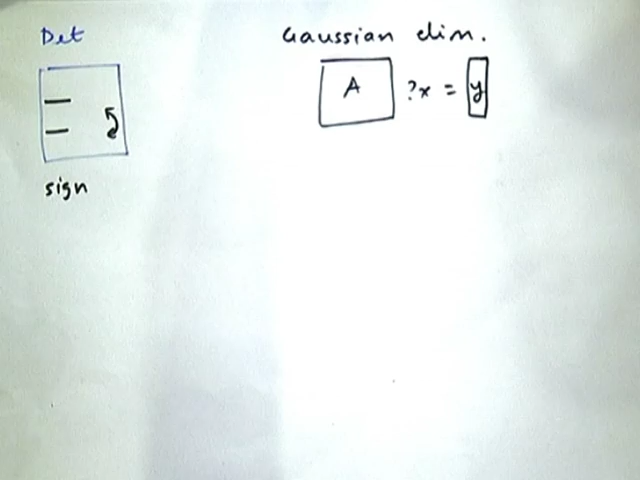 Det
sign
Gaussian elim.
A ?x = y